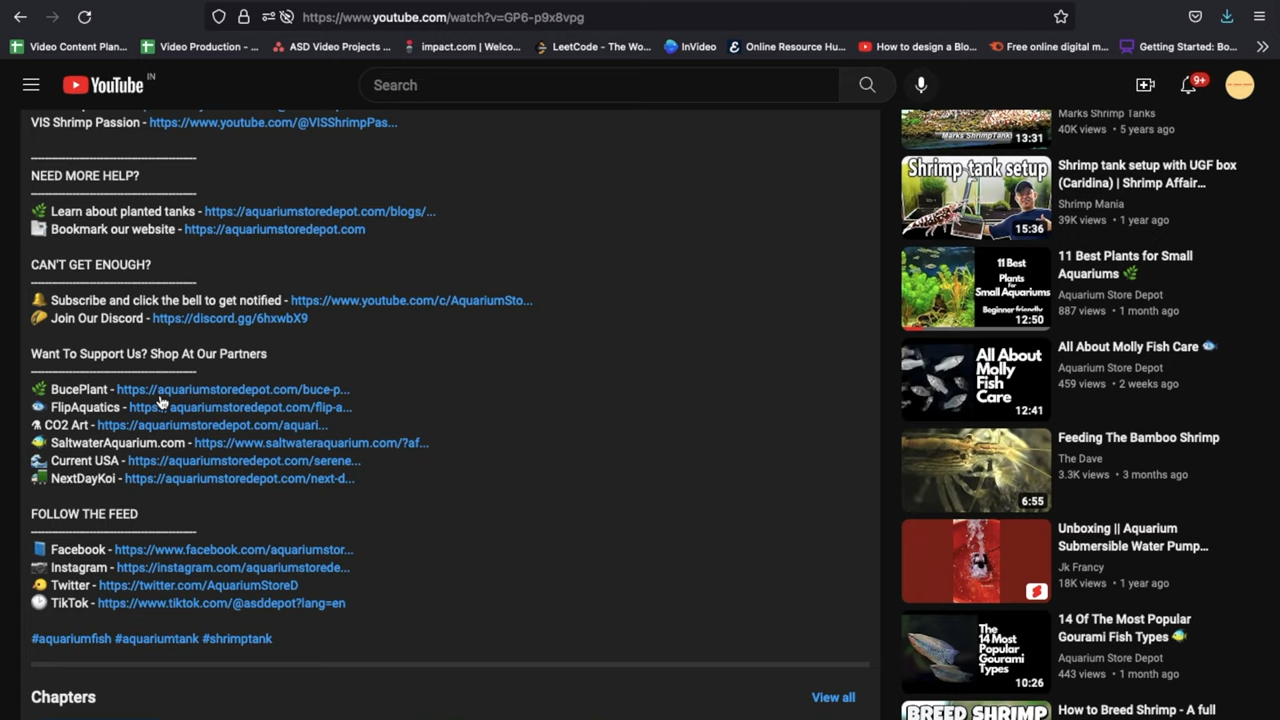 https://www.youtube.com/watch?v=GP6-p9x8vpg
Video Content Plan...
Video Production - ...
ASD Video Projects ...
impact.com | Welco...
LeetCode - The Wo...
InVideo
Online Resource Hu...
How to design a Blo...
Free online digital m...
Getting Started: Bo...
YouTube IN
Search
9+
VIS Shrimp Passion - https://www.youtube.com/@VISShrimpPas...
NEED MORE HELP?
Learn about planted tanks - https://aquariumstoredepot.com/blogs/...
Bookmark our website - https://aquariumstoredepot.com
CAN'T GET ENOUGH?
Subscribe and click the bell to get notified - https://www.youtube.com/c/AquariumSto...
Join Our Discord - https://discord.gg/6hxwbX9
Want To Support Us? Shop At Our Partners
BucePlant - https://aquariumstoredepot.com/buce-p...
FlipAquatics - https://aquariumstoredepot.com/flip-a...
CO2 Art - https://aquariumstoredepot.com/aquari...
SaltwaterAquarium.com - https://www.saltwateraquarium.com/?af...
Current USA - https://aquariumstoredepot.com/serene...
NextDayKoi - https://aquariumstoredepot.com/next-d...
FOLLOW THE FEED
Facebook - https://www.facebook.com/aquariumstor...
Instagram - https://instagram.com/aquariumstorede...
Twitter - https://twitter.com/AquariumStoreD
TikTok - https://www.tiktok.com/@asddepot?lang=en
#aquariumfish #aquariumtank #shrimptank
Chapters
View all
Marks ShrimpTank
13:31
Marks Shrimp Tanks
40K views • 5 years ago
Shrimp tank setup
15:36
Shrimp tank setup with UGF box
(Caridina) | Shrimp Affair...
Shrimp Mania
39K views • 1 year ago
11 Best
Plants for
Small
Aquariums
Beginner friendly
12:50
11 Best Plants for Small
Aquariums
Aquarium Store Depot
887 views • 1 month ago
All About
Molly
Fish
Care
12:41
All About Molly Fish Care
Aquarium Store Depot
459 views • 2 weeks ago
6:55
Feeding The Bamboo Shrimp
The Dave
3.3K views • 3 months ago
Unboxing || Aquarium
Submersible Water Pump...
Jk Francy
18K views • 1 year ago
The
14 Most
Popular
Gourami
Types
10:26
14 Of The Most Popular
Gourami Fish Types
Aquarium Store Depot
443 views • 1 month ago
BREED SHRIMP
How to Breed Shrimp - A full